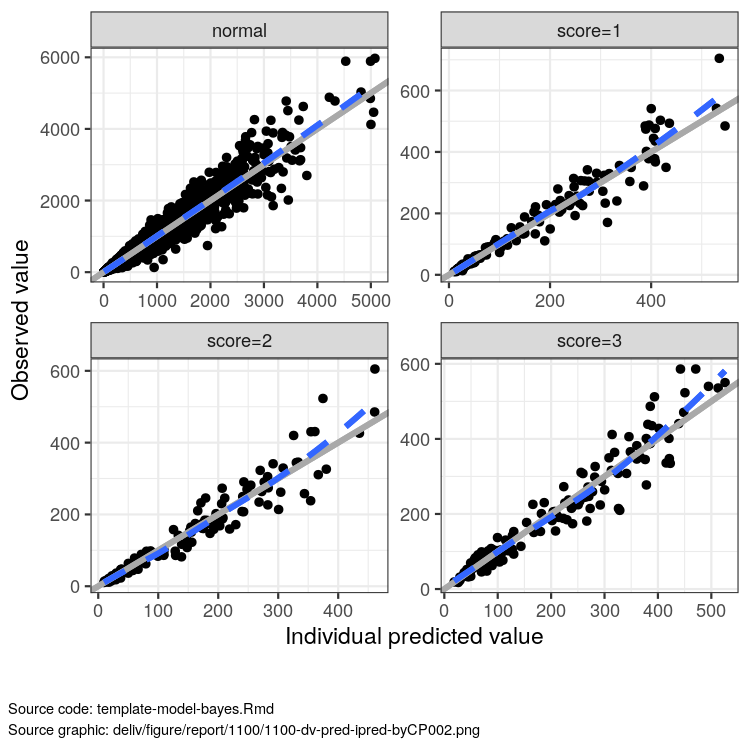 normal
score=1
6000
4000
2000
0
600
400
200
0
0 1000 2000 3000 4000 5000
0 200 400
Observed value
score=2
score=3
600
400
200
0
600
400
200
0
0 100 200 300 400
0 100 200 300 400 500
Individual predicted value
Source code: template-model-bayes.Rmd
Source graphic: deliv/figure/report/1100/1100-dv-pred-ipred-byCP002.png